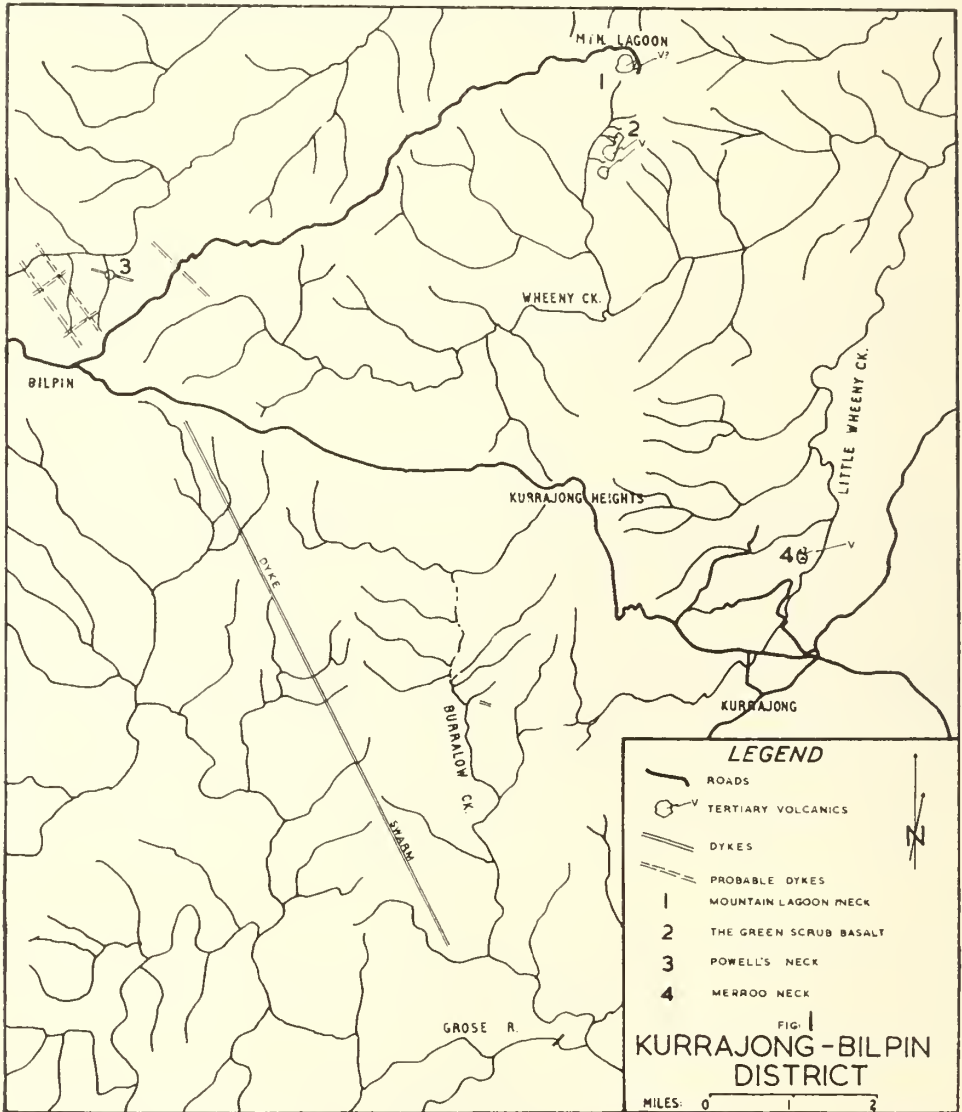 MTN. LAGOON
V?
1
2
V
3
WHEENY CK.
BILPIN
LITTLE WHEENY CK.
KURRAJONG HEIGHTS
4
V
DYKE
SWARM
BURRALOW CK.
KURRAJONG
GROSE R.
LEGEND
ROADS
V TERTIARY VOLCANICS
DYKES
PROBABLE DYKES
1 MOUNTAIN LAGOON NECK
2 THE GREEN SCRUB BASALT
3 POWELL'S NECK
4 MERROO NECK
N
FIG: 1
KURRAJONG-BILPIN
DISTRICT
MILES: 0 1 2